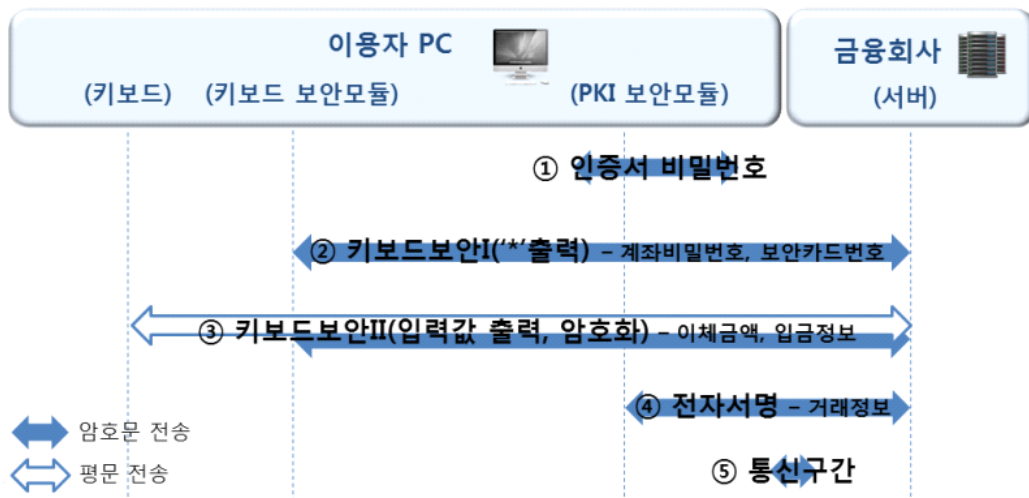 이용자 PC
금융회사
(키보드) (키보드 보안모듈) (PKI 보안모듈)
(서버)
① 인증서 비밀번호
② 키보드보안I('*'출력) – 계좌비밀번호, 보안카드번호
③ 키보드보안II(입력값 출력, 암호화) – 이체금액, 입금정보
④ 전자서명 – 거래정보
암호문 전송
⑤ 통신구간
평문 전송